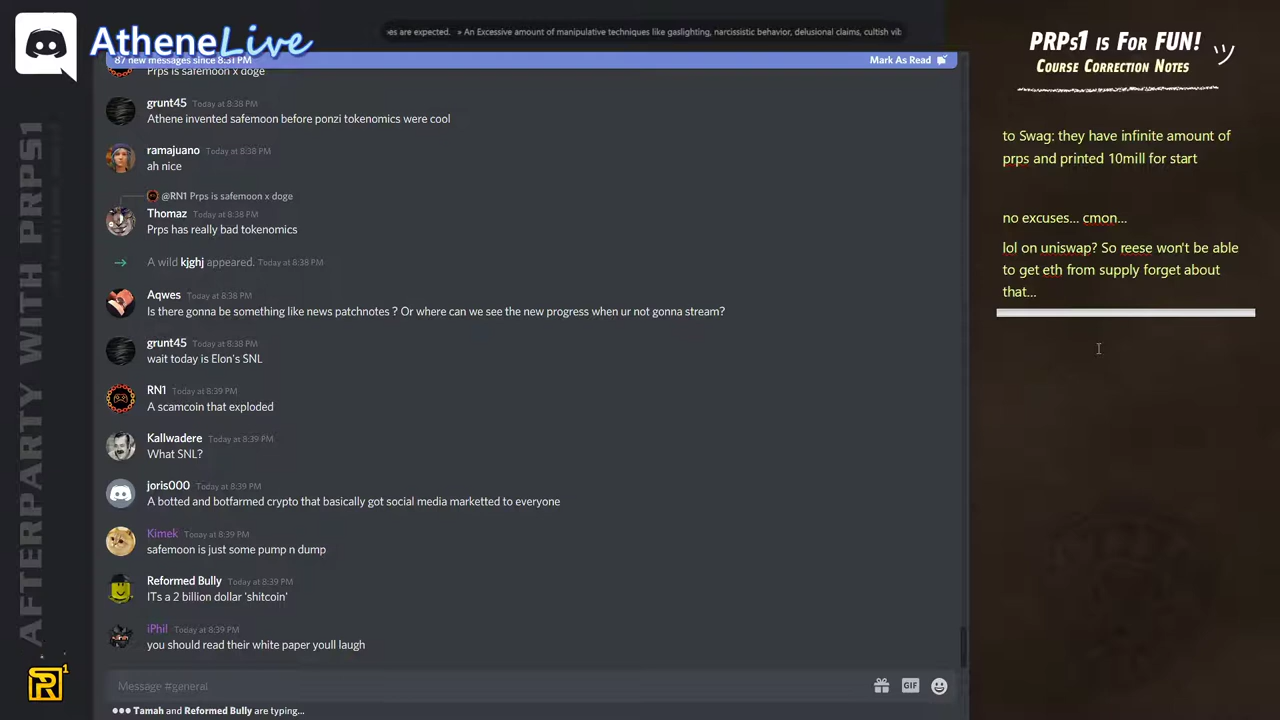 AtheneLive
es are expected. » An Excessive amount of manipulative techniques like gaslighting, narcissistic behavior, delusional claims, cultish vib
87 new messages since 8:31 PM
Mark As Read
Prps is safemoon x doge
grunt45 Today at 8:38 PM
Athene invented safemoon before ponzi tokenomics were cool
ramajuano Today at 8:38 PM
ah nice
@RN1 Prps is safemoon x doge
Thomaz Today at 8:38 PM
Prps has really bad tokenomics
A wild kjghj appeared. Today at 8:38 PM
Aqwes Today at 8:38 PM
Is there gonna be something like news patchnotes ? Or where can we see the new progress when ur not gonna stream?
grunt45 Today at 8:38 PM
wait today is Elon's SNL
RN1 Today at 8:39 PM
A scamcoin that exploded
Kallwadere Today at 8:39 PM
What SNL?
joris000 Today at 8:39 PM
A botted and botfarmed crypto that basically got social media marketted to everyone
Kimek Today at 8:39 PM
safemoon is just some pump n dump
Reformed Bully Today at 8:39 PM
ITs a 2 billion dollar 'shitcoin'
iPhil Today at 8:39 PM
you should read their white paper youll laugh
Message #general
GIF
Tamah and Reformed Bully are typing...
AFTERPARTY WITH PRPS1
R1
PRPs1 is For FUN! ツ
Course Correction Notes
to Swag: they have infinite amount of
prps and printed 10mill for start
no excuses... cmon...
lol on uniswap? So reese won't be able
to get eth from supply forget about
that...